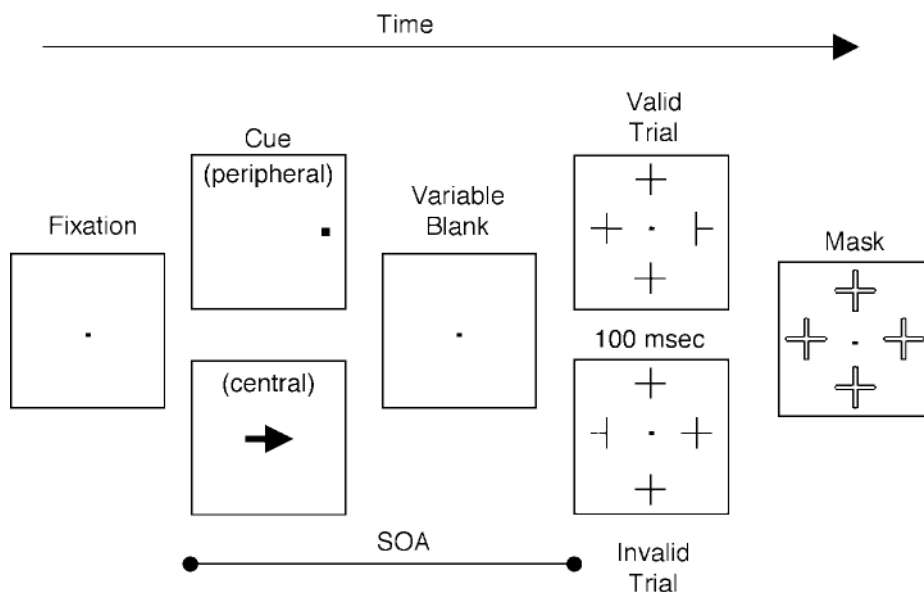 Time
Cue
(peripheral)
Valid
Trial
Fixation
Variable
Blank
Mask
(central)
100 msec
SOA
Invalid
Trial